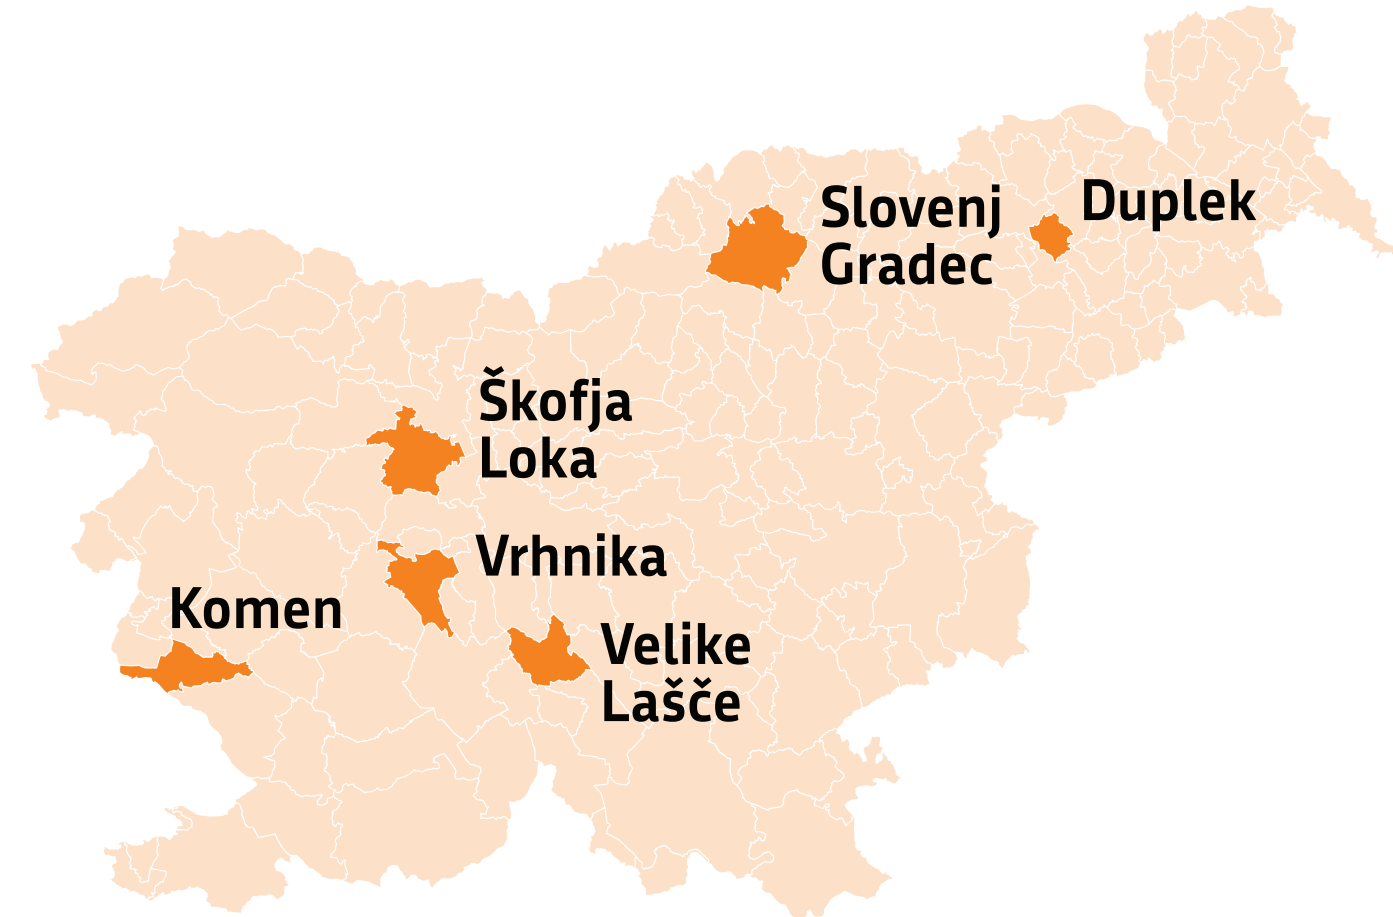 Slovenj
Gradec
Duplek
Škofja
Loka
Vrhnika
Komen
Velike
Lašče